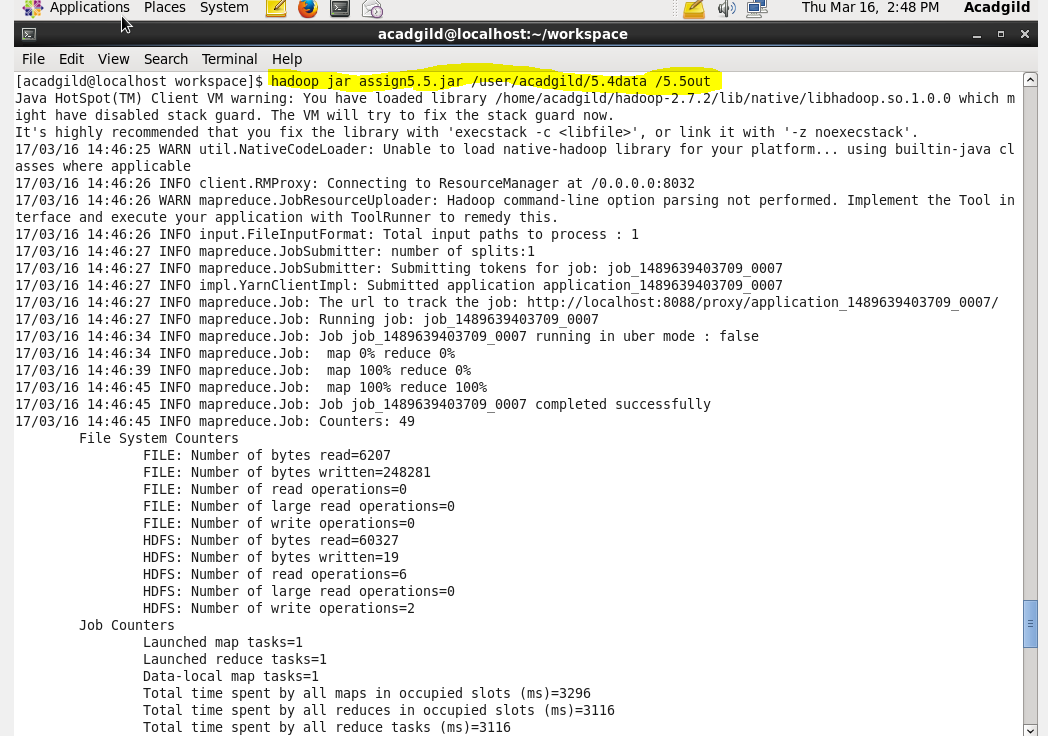 Applications Places System Thu Mar 16, 2:48 PM Acadgild
acadgild@localhost:~/workspace
File Edit View Search Terminal Help
[acadgild@localhost workspace]$ hadoop jar assign5.5.jar /user/acadgild/5.4data /5.5out
Java HotSpot(TM) Client VM warning: You have loaded library /home/acadgild/hadoop-2.7.2/lib/native/libhadoop.so.1.0.0 which m
ight have disabled stack guard. The VM will try to fix the stack guard now.
It's highly recommended that you fix the library with 'execstack -c <libfile>', or link it with '-z noexecstack'.
17/03/16 14:46:25 WARN util.NativeCodeLoader: Unable to load native-hadoop library for your platform... using builtin-java cl
asses where applicable
17/03/16 14:46:26 INFO client.RMProxy: Connecting to ResourceManager at /0.0.0.0:8032
17/03/16 14:46:26 WARN mapreduce.JobResourceUploader: Hadoop command-line option parsing not performed. Implement the Tool in
terface and execute your application with ToolRunner to remedy this.
17/03/16 14:46:26 INFO input.FileInputFormat: Total input paths to process : 1
17/03/16 14:46:27 INFO mapreduce.JobSubmitter: number of splits:1
17/03/16 14:46:27 INFO mapreduce.JobSubmitter: Submitting tokens for job: job_1489639403709_0007
17/03/16 14:46:27 INFO impl.YarnClientImpl: Submitted application application_1489639403709_0007
17/03/16 14:46:27 INFO mapreduce.Job: The url to track the job: http://localhost:8088/proxy/application_1489639403709_0007/
17/03/16 14:46:27 INFO mapreduce.Job: Running job: job_1489639403709_0007
17/03/16 14:46:34 INFO mapreduce.Job: Job job_1489639403709_0007 running in uber mode : false
17/03/16 14:46:34 INFO mapreduce.Job:  map 0% reduce 0%
17/03/16 14:46:39 INFO mapreduce.Job:  map 100% reduce 0%
17/03/16 14:46:45 INFO mapreduce.Job:  map 100% reduce 100%
17/03/16 14:46:45 INFO mapreduce.Job: Job job_1489639403709_0007 completed successfully
17/03/16 14:46:45 INFO mapreduce.Job: Counters: 49
File System Counters
FILE: Number of bytes read=6207
FILE: Number of bytes written=248281
FILE: Number of read operations=0
FILE: Number of large read operations=0
FILE: Number of write operations=0
HDFS: Number of bytes read=60327
HDFS: Number of bytes written=19
HDFS: Number of read operations=6
HDFS: Number of large read operations=0
HDFS: Number of write operations=2
Job Counters
Launched map tasks=1
Launched reduce tasks=1
Data-local map tasks=1
Total time spent by all maps in occupied slots (ms)=3296
Total time spent by all reduces in occupied slots (ms)=3116
Total time spent by all reduce tasks (ms)=3116